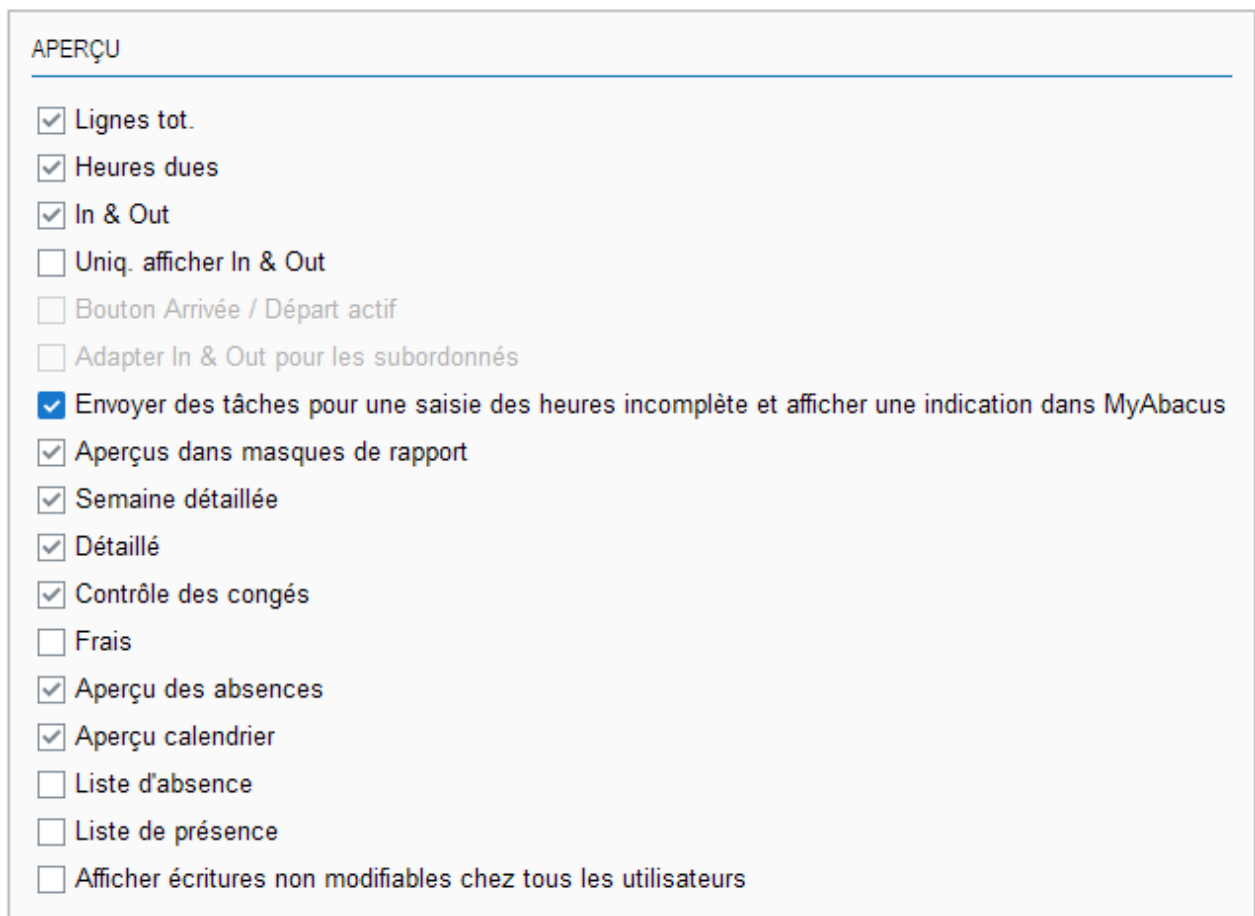 APERÇU
Lignes tot.
Heures dues
In & Out
Uniq. afficher In & Out
Bouton Arrivée / Départ actif
Adapter In & Out pour les subordonnés
Envoyer des tâches pour une saisie des heures incomplète et afficher une indication dans MyAbacus
Aperçus dans masques de rapport
Semaine détaillée
Détaillé
Contrôle des congés
Frais
Aperçu des absences
Aperçu calendrier
Liste d'absence
Liste de présence
Afficher écritures non modifiables chez tous les utilisateurs